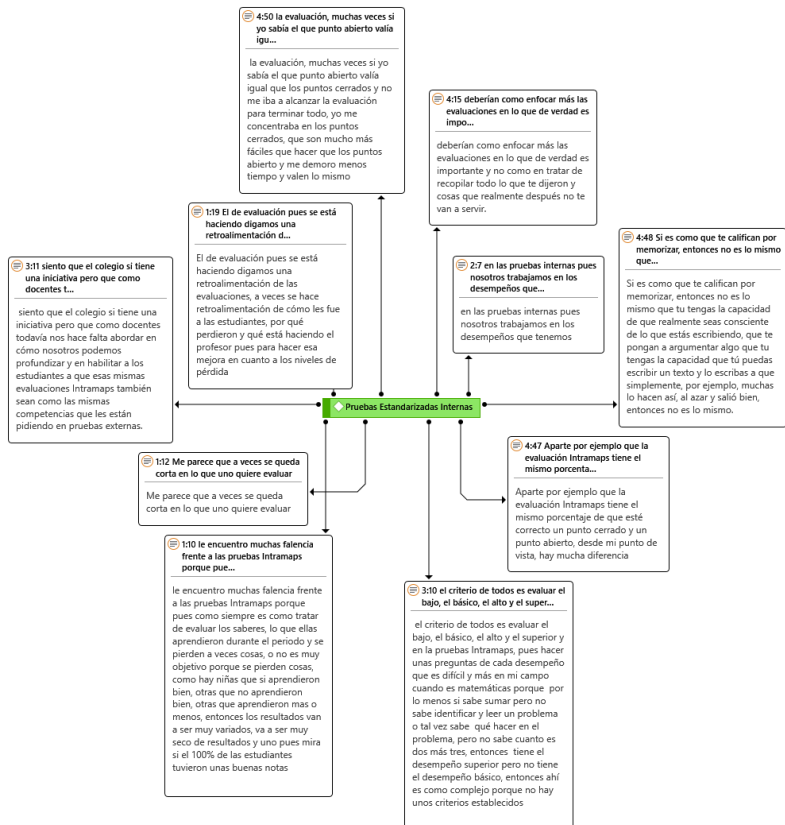 4:50 la evaluación, muchas veces si
yo sabía el que punto abierto valía
igu...
la evaluación, muchas veces si yo
sabía el que punto abierto valía
igual que los puntos cerrados y no
me iba a alcanzar la evaluación
para terminar todo, yo me
concentraba en los puntos
cerrados, que son mucho más
fáciles que hacer que los puntos
abierto y me demoro menos
tiempo y valen lo mismo
4:15 deberían como enfocar más las
evaluaciones en lo que de verdad es
impo...
deberían como enfocar más las
evaluaciones en lo que de verdad es
importante y no como en tratar de
recopilar todo lo que te dijeron y
cosas que realmente después no te
van a servir.
1:19 El de evaluación pues se está
haciendo digamos una
retroalimentación d...
El de evaluación pues se está
haciendo digamos una
retroalimentación de las
evaluaciones, a veces se hace
retroalimentación de cómo les fue
a las estudiantes, por qué
perdieron y qué está haciendo el
profesor pues para hacer esa
mejora en cuanto a los niveles de
pérdida
3:11 siento que el colegio si tiene
una iniciativa pero que como
docentes t...
siento que el colegio si tiene una
iniciativa pero que como docentes
todavía nos hace falta abordar en
cómo nosotros podemos
profundizar y en habilitar a los
estudiantes a que esas mismas
evaluaciones Intramaps también
sean como las mismas
competencias que les están
pidiendo en pruebas externas.
2:7 en las pruebas internas pues
nosotros trabajamos en los
desempeños que...
en las pruebas internas pues
nosotros trabajamos en los
desempeños que tenemos
4:48 Si es como que te califican por
memorizar, entonces no es lo mismo
que...
Si es como que te califican por
memorizar, entonces no es lo
mismo que tu tengas la capacidad
de que realmente seas consciente
de lo que estás escribiendo, que te
pongan a argumentar algo que tu
tengas la capacidad que tú puedas
escribir un texto y lo escribas a que
simplemente, por ejemplo, muchas
lo hacen así, al azar y salió bien,
entonces no es lo mismo.
Pruebas Estandarizadas Internas
1:12 Me parece que a veces se queda
corta en lo que uno quiere evaluar
Me parece que a veces se queda
corta en lo que uno quiere evaluar
4:47 Aparte por ejemplo que la
evaluación Intramaps tiene el
mismo porcenta...
Aparte por ejemplo que la
evaluación Intramaps tiene el
mismo porcentaje de que esté
correcto un punto cerrado y un
punto abierto, desde mi punto de
vista, hay mucha diferencia
1:10 le encuentro muchas falencia
frente a las pruebas Intramaps
porque pue...
le encuentro muchas falencia frente
a las pruebas Intramaps porque
pues como siempre es como tratar
de evaluar los saberes, lo que ellas
aprendieron durante el periodo y se
pierden a veces cosas, o no es muy
objetivo porque se pierden cosas,
como hay niñas que si aprendieron
bien, otras que no aprendieron
bien, otras que aprendieron mas o
menos, entonces los resultados van
a ser muy variados, va a ser muy
seco de resultados y uno pues mira
si el 100% de las estudiantes
tuvieron unas buenas notas
3:10 el criterio de todos es evaluar el
bajo, el básico, el alto y el super...
el criterio de todos es evaluar el
bajo, el básico, el alto y el superior y
en la pruebas Intramaps, pues hacer
unas preguntas de cada desempeño
que es difícil y más en mi campo
cuando es matemáticas porque por
lo menos si sabe sumar pero no
sabe identificar y leer un problema
o tal vez sabe qué hacer en el
problema, pero no sabe cuanto es
dos más tres, entonces tiene el
desempeño superior pero no tiene
el desempeño básico, entonces ahí
es como complejo porque no hay
unos criterios establecidos